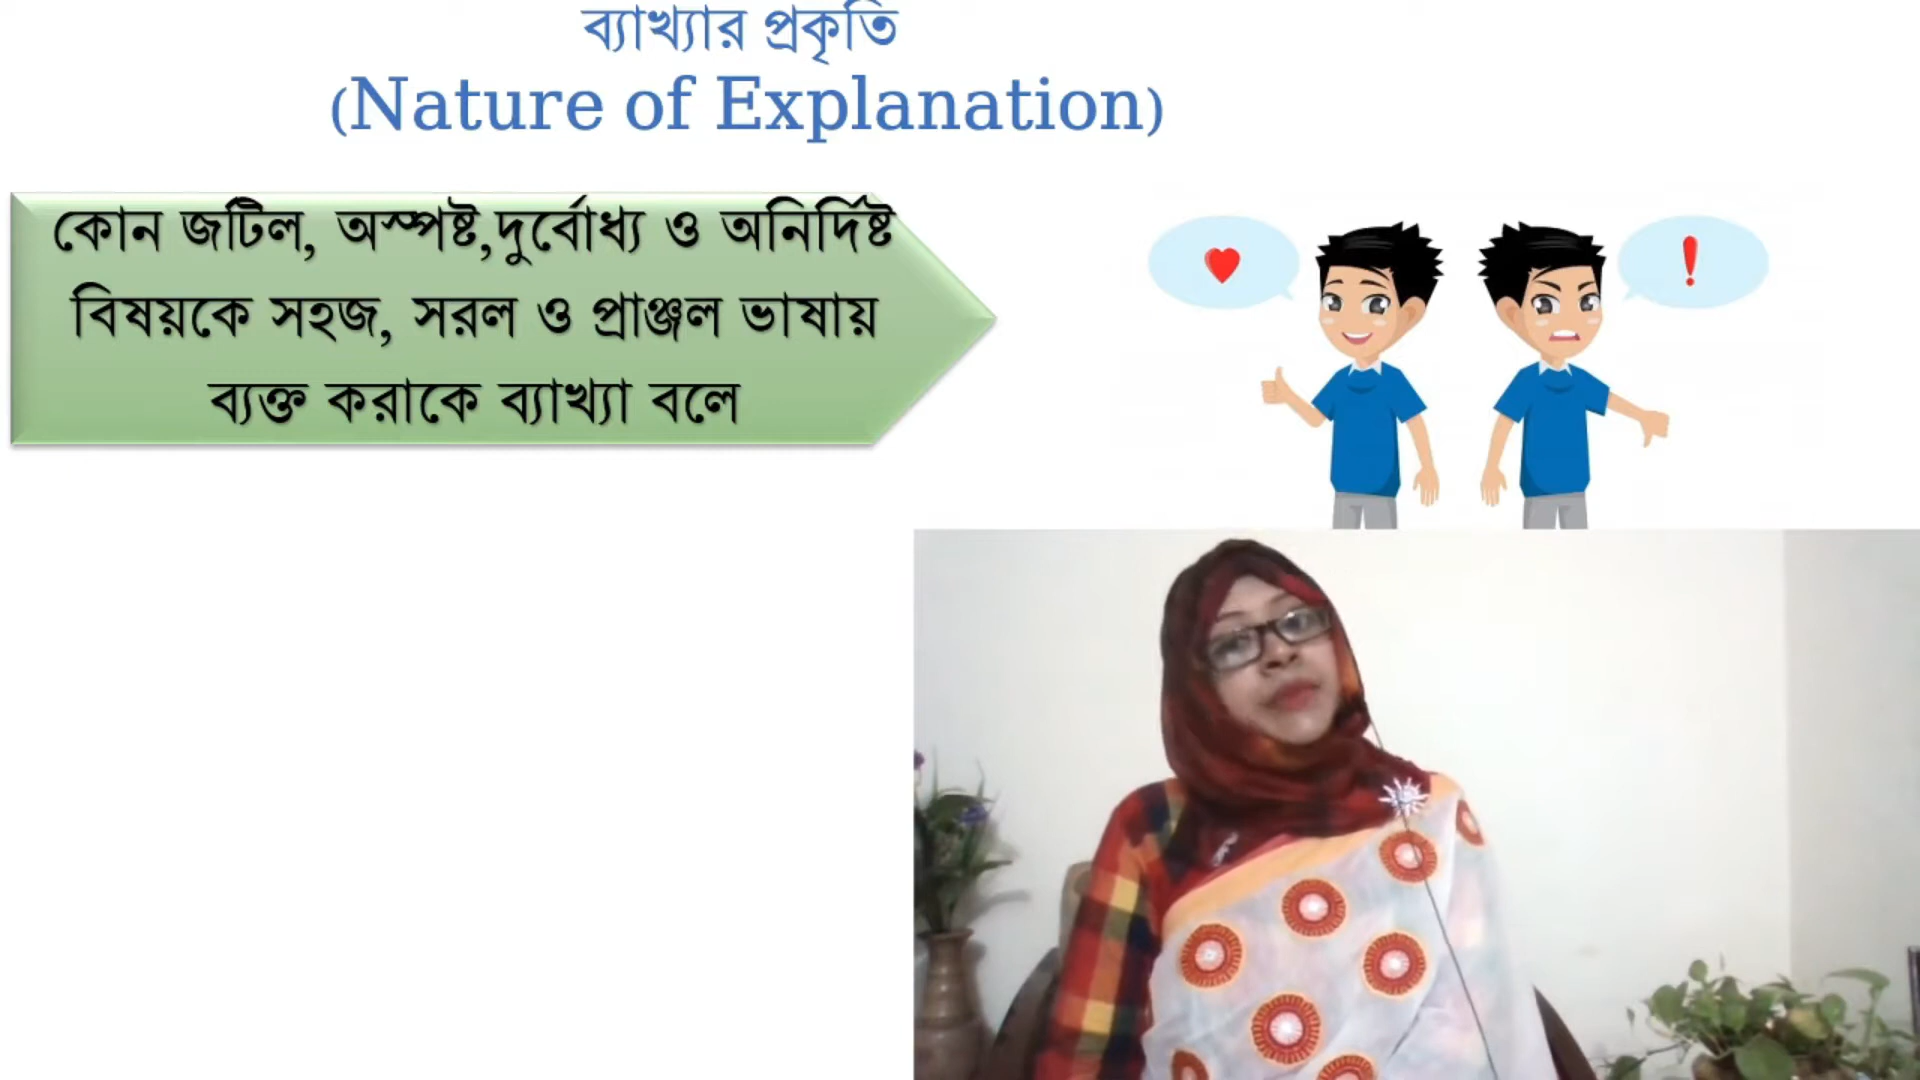 ব্যাখ্যার প্রকৃতি
(Nature of Explanation)
কোন জটিল, অস্পষ্ট,দুর্বোধ্য ও অনির্দিষ্ট
বিষয়কে সহজ, সরল ও প্রাঞ্জল ভাষায়
ব্যক্ত করাকে ব্যাখ্যা বলে